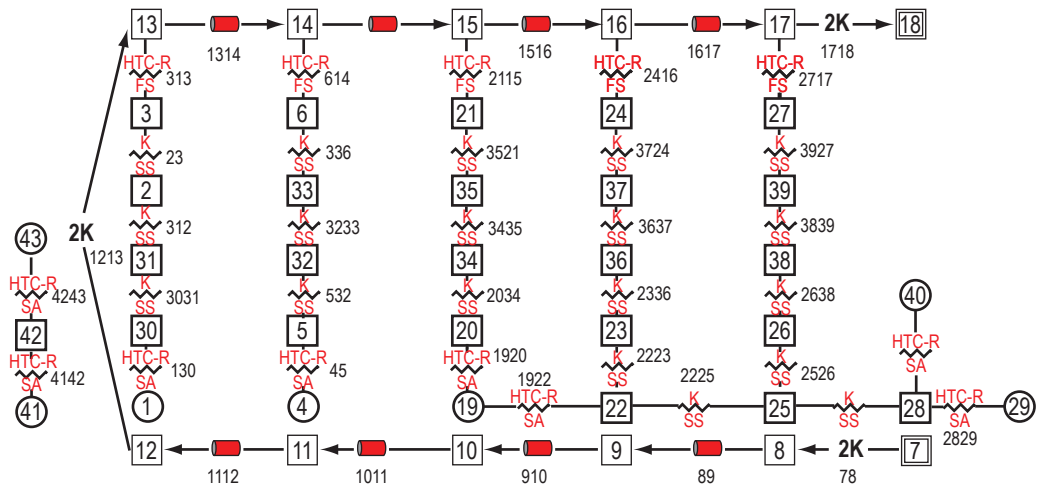 13 14 15 16 17 2K 18
1314 1516 1617 1718
HTC-R HTC-R HTC-R HTC-R HTC-R
313 614 2115 2416 2717
FS FS FS FS FS
3 6 21 24 27
K K K K K
23 336 3521 3724 3927
SS SS SS SS SS
2 33 35 37 39
K K K K K
312 3233 3435 3637 3839
SS SS SS SS SS
43 2K
1213 31 32 34 36 38
HTC-R K K K K K
4243 3031 532 2034 2336 2638 40
SA SS SS SS SS SS
42 30 5 20 23 26 HTC-R
HTC-R HTC-R HTC-R HTC-R K K SA
4142 130 45 1920 2223 2526
SA SA SA SA SS SS
1922 2225
41 1 4 19 HTC-R 22 K 25 K 28 HTC-R 29
SA SS SS SA
2829
12 11 10 9 8 2K 7
1112 1011 910 89 78